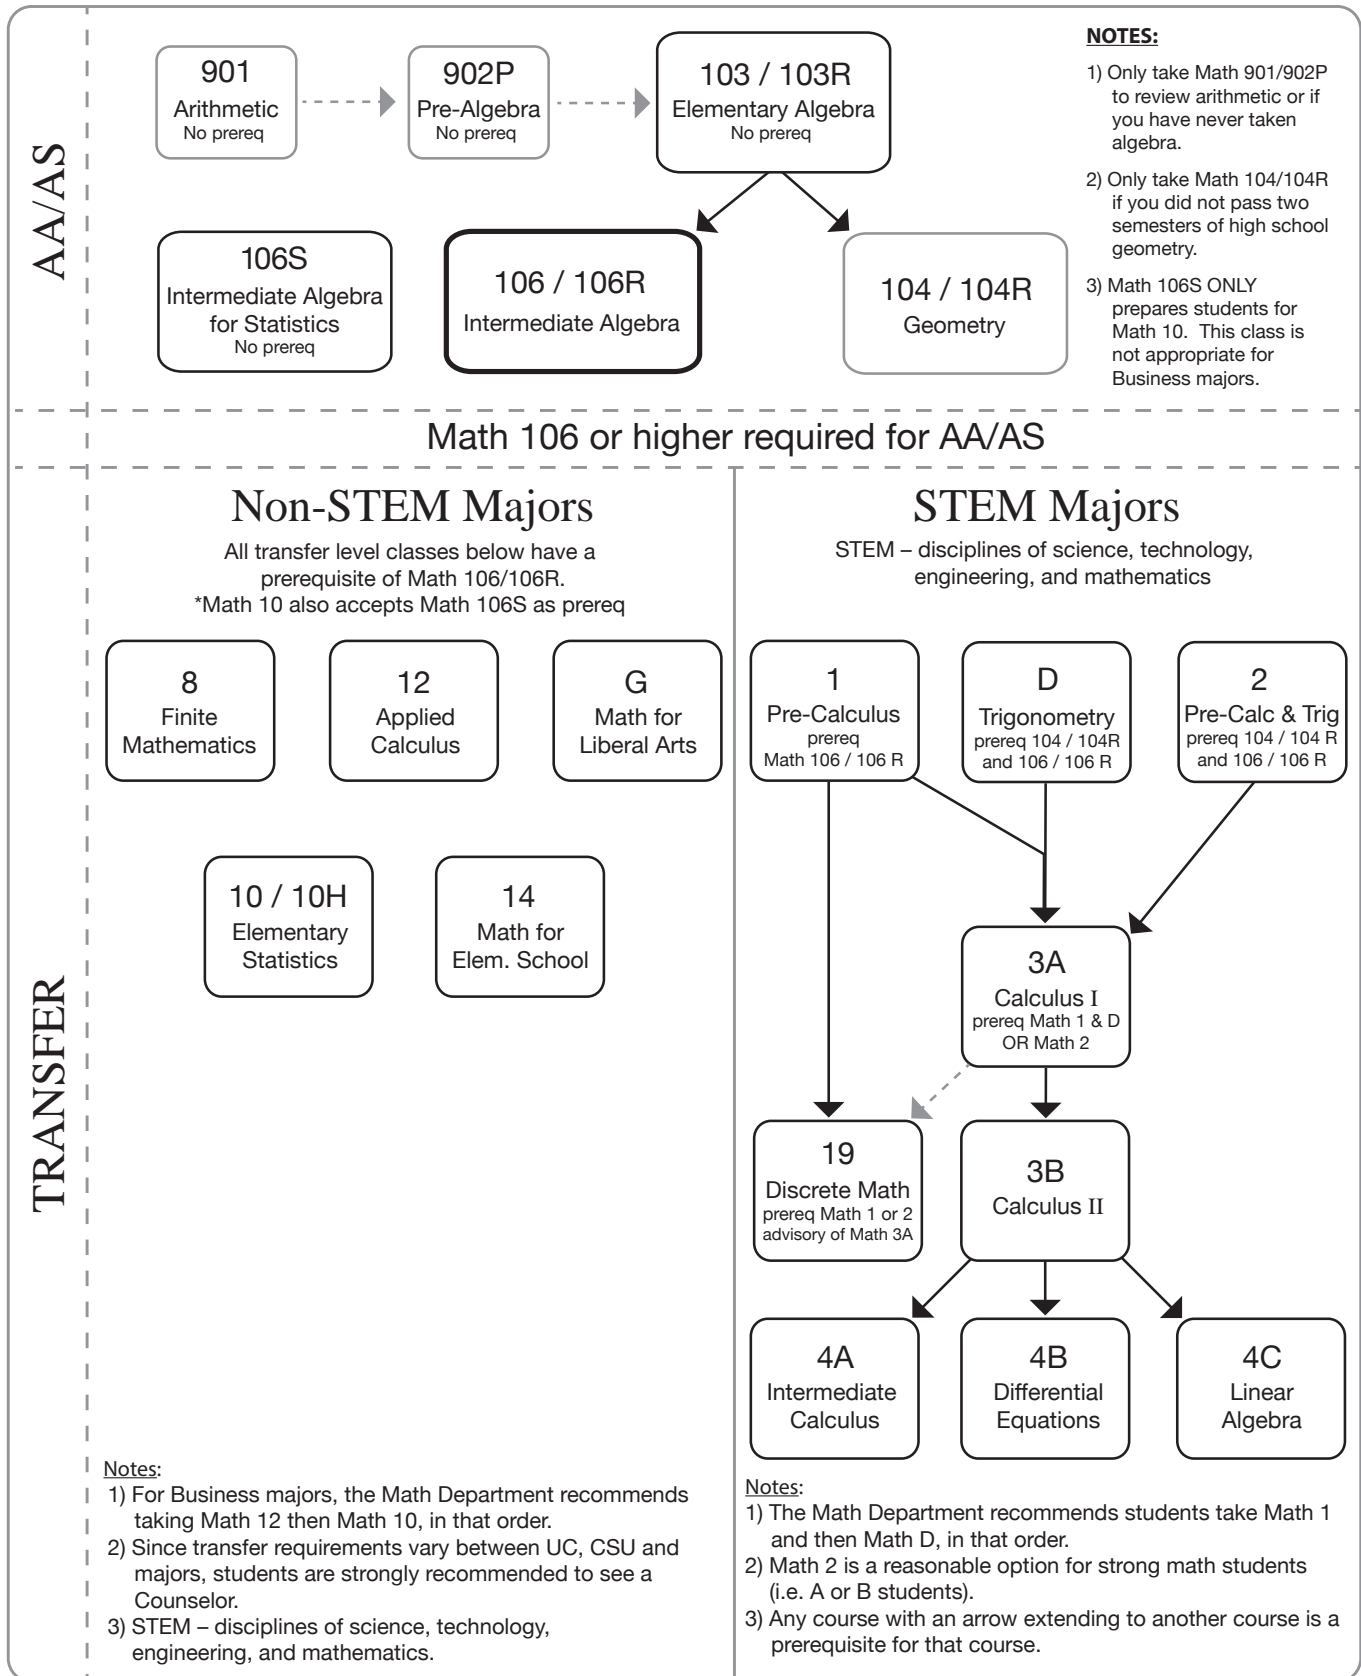 AA/AS
901
Arithmetic
No prereq
902P
Pre-Algebra
No prereq
103 / 103R
Elementary Algebra
No prereq
106S
Intermediate Algebra
for Statistics
No prereq
106 / 106R
Intermediate Algebra
104 / 104R
Geometry
NOTES:
1) Only take Math 901/902P
to review arithmetic or if
you have never taken
algebra.
2) Only take Math 104/104R
if you did not pass two
semesters of high school
geometry.
3) Math 106S ONLY
prepares students for
Math 10. This class is
not appropriate for
Business majors.
Math 106 or higher required for AA/AS
TRANSFER
Non-STEM Majors
All transfer level classes below have a
prerequisite of Math 106/106R.
*Math 10 also accepts Math 106S as prereq
8
Finite
Mathematics
12
Applied
Calculus
G
Math for
Liberal Arts
10 / 10H
Elementary
Statistics
14
Math for
Elem. School
Notes:
1) For Business majors, the Math Department recommends
taking Math 12 then Math 10, in that order.
2) Since transfer requirements vary between UC, CSU and
majors, students are strongly recommended to see a
Counselor.
3) STEM – disciplines of science, technology,
engineering, and mathematics.
STEM Majors
STEM – disciplines of science, technology,
engineering, and mathematics
1
Pre-Calculus
prereq
Math 106 / 106 R
D
Trigonometry
prereq 104 / 104R
and 106 / 106 R
2
Pre-Calc & Trig
prereq 104 / 104 R
and 106 / 106 R
3A
Calculus I
prereq Math 1 & D
OR Math 2
19
Discrete Math
prereq Math 1 or 2
advisory of Math 3A
3B
Calculus II
4A
Intermediate
Calculus
4B
Differential
Equations
4C
Linear
Algebra
Notes:
1) The Math Department recommends students take Math 1
and then Math D, in that order.
2) Math 2 is a reasonable option for strong math students
(i.e. A or B students).
3) Any course with an arrow extending to another course is a
prerequisite for that course.